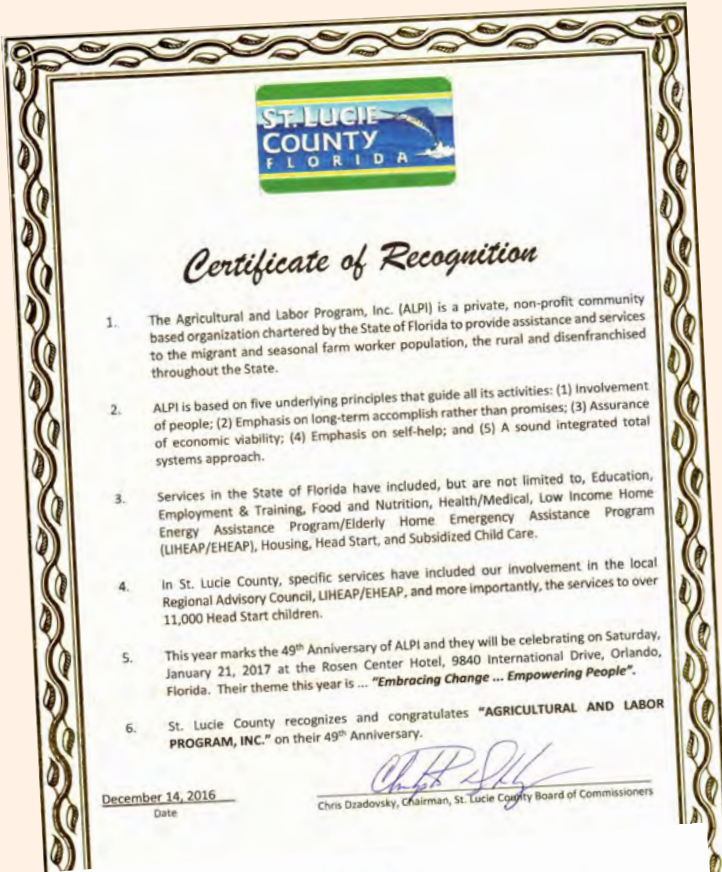 ST. LUCIE
COUNTY
FLORIDA
Certificate of Recognition
1. The Agricultural and Labor Program, Inc. (ALPI) is a private, non-profit community
based organization chartered by the State of Florida to provide assistance and services
to the migrant and seasonal farm worker population, the rural and disenfranchised
throughout the State.
2. ALPI is based on five underlying principles that guide all its activities: (1) Involvement
of people; (2) Emphasis on long-term accomplish rather than promises; (3) Assurance
of economic viability; (4) Emphasis on self-help; and (5) A sound integrated total
systems approach.
3. Services in the State of Florida have included, but are not limited to, Education,
Employment & Training, Food and Nutrition, Health/Medical, Low Income Home
Energy Assistance Program/Elderly Home Emergency Assistance Program
(LIHEAP/EHEAP), Housing, Head Start, and Subsidized Child Care.
4. In St. Lucie County, specific services have included our involvement in the local
Regional Advisory Council, LIHEAP/EHEAP, and more importantly, the services to over
11,000 Head Start children.
5. This year marks the 49th Anniversary of ALPI and they will be celebrating on Saturday,
January 21, 2017 at the Rosen Center Hotel, 9840 International Drive, Orlando,
Florida. Their theme this year is ... "Embracing Change ... Empowering People".
6. St. Lucie County recognizes and congratulates "AGRICULTURAL AND LABOR
PROGRAM, INC." on their 49th Anniversary.
December 14, 2016
Date
Chris Dzadovsky, Chairman, St. Lucie County Board of Commissioners